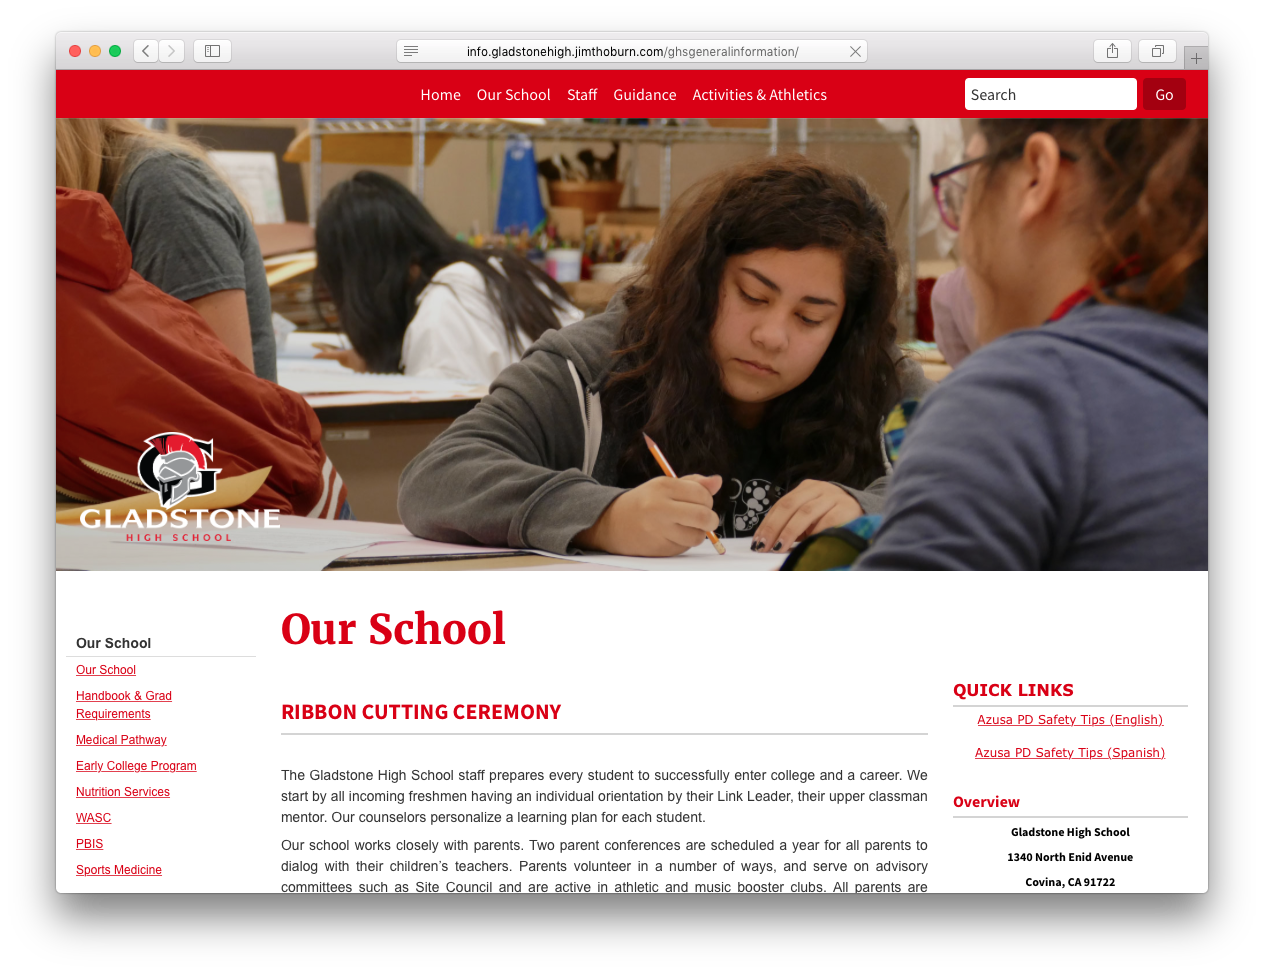 info.gladstonehigh.jimthoburn.com/ghsgeneralinformation/
Home Our School Staff Guidance Activities & Athletics Search Go
GLADSTONE
HIGH SCHOOL
Our School
Our School
Our School
Handbook & Grad
Requirements
Medical Pathway
Early College Program
Nutrition Services
WASC
PBIS
Sports Medicine
RIBBON CUTTING CEREMONY
The Gladstone High School staff prepares every student to successfully enter college and a career. We
start by all incoming freshmen having an individual orientation by their Link Leader, their upper classman
mentor. Our counselors personalize a learning plan for each student.
Our school works closely with parents. Two parent conferences are scheduled a year for all parents to
dialog with their children's teachers. Parents volunteer in a number of ways, and serve on advisory
committees such as Site Council and are active in athletic and music booster clubs. All parents are
QUICK LINKS
Azusa PD Safety Tips (English)
Azusa PD Safety Tips (Spanish)
Overview
Gladstone High School
1340 North Enid Avenue
Covina, CA 91722